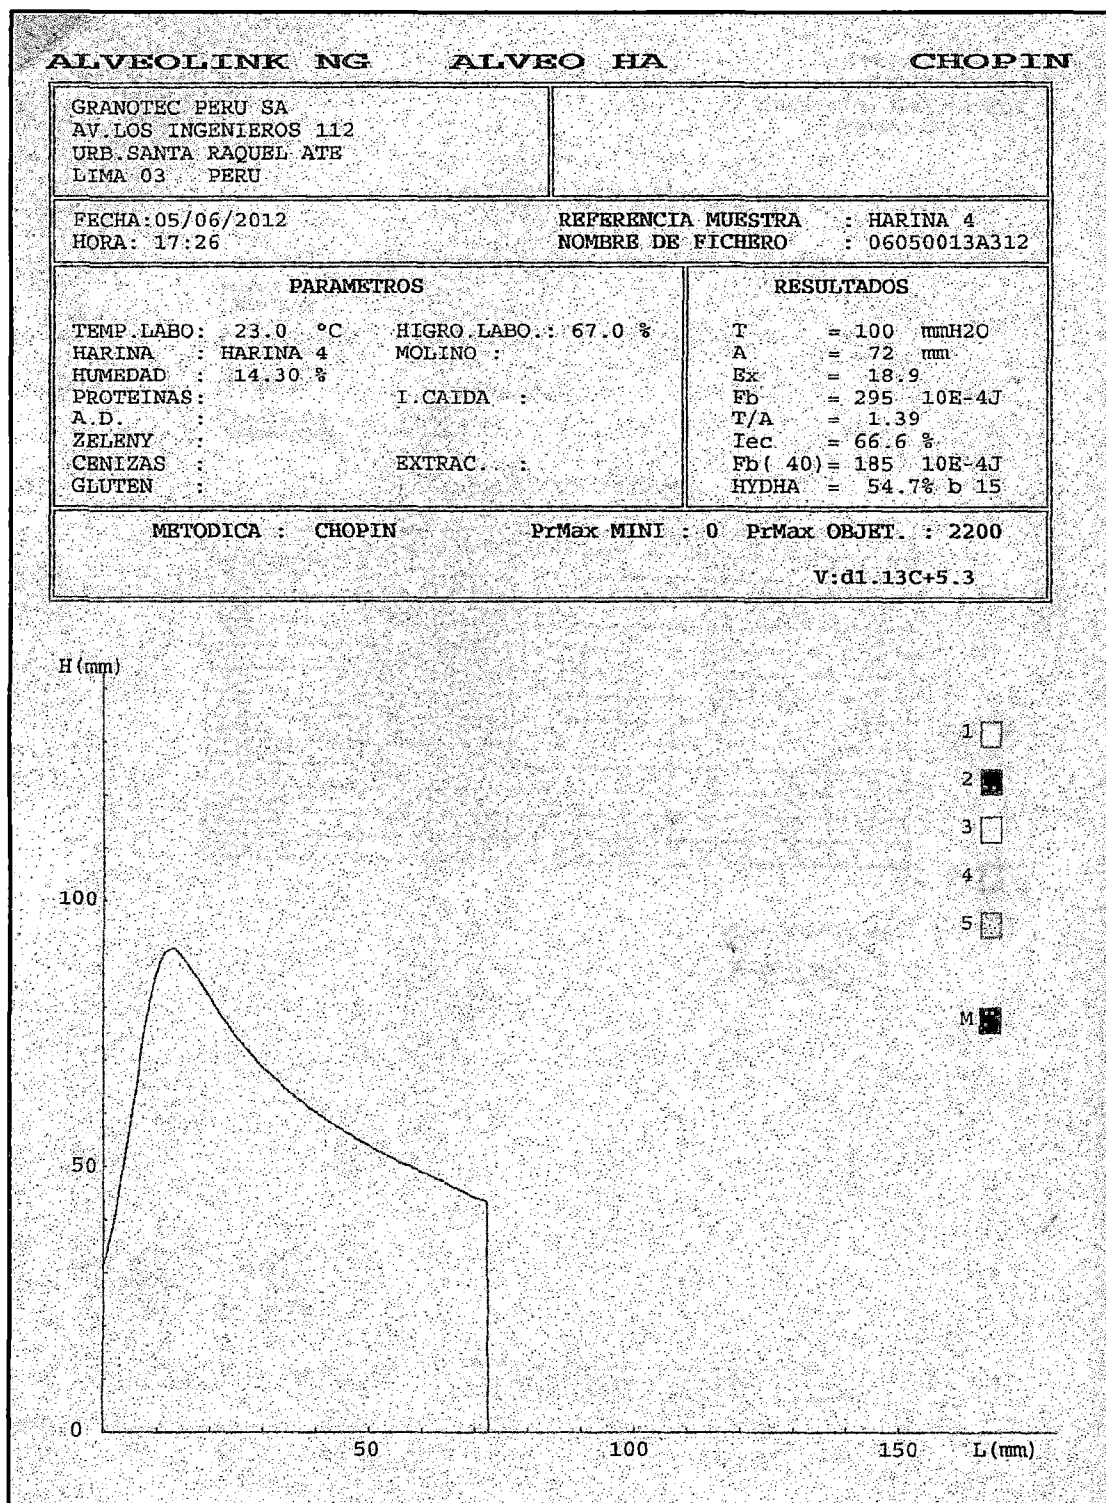 ALVEOLINK NG ALVEO HA CHOPIN
GRANOTEC PERU SA
AV.LOS INGENIEROS 112
URB.SANTA RAQUEL ATE
LIMA 03 PERU
FECHA:05/06/2012 REFERENCIA MUESTRA : HARINA 4
HORA: 17:26 NOMBRE DE FICHERO : 06050013A312
PARAMETROS RESULTADOS
TEMP.LABO: 23.0 °C HIGRO.LABO.: 67.0 % T = 100 mmH2O
HARINA : HARINA 4 MOLINO : A = 72 mm
HUMEDAD : 14.30 % Ex = 18.9
PROTEINAS: I.CAIDA : Fb = 295 10E-4J
A.D. : T/A = 1.39
ZELENY : Iec = 66.6 %
CENIZAS : EXTRAC. : Fb( 40)= 185 10E-4J
GLUTEN : HYDHA = 54.7% b 15
METODICA : CHOPIN PrMax MINI : 0 PrMax OBJET. : 2200
V:d1.13C+5.3
H(mm)
1
2
3
4
100
5
M
50
0
50 100 150 L(mm)